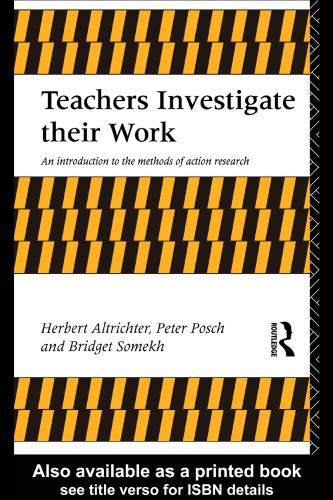 Teachers Investigate
their Work
An introduction to the methods of action research
Herbert Altrichter, Peter Posch
and Bridget Somekh
ROUTLEDGE
Also available as a printed book
see title verso for ISBN details